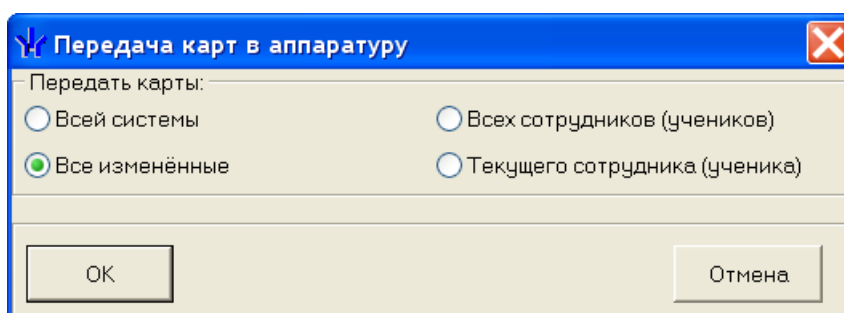 Передача карт в аппаратуру
Передать карты:
Всей системы
Всех сотрудников (учеников)
Все изменённые
Текущего сотрудника (ученика)
OK
Отмена